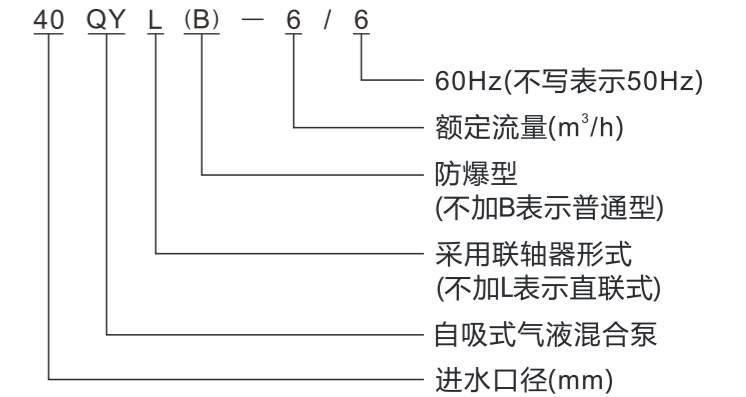 40 QY L (B) — 6 / 6
60Hz(不写表示50Hz)
额定流量(m³/h)
防爆型
(不加B表示普通型)
采用联轴器形式
(不加L表示直联式)
自吸式气液混合泵
进水口径(mm)